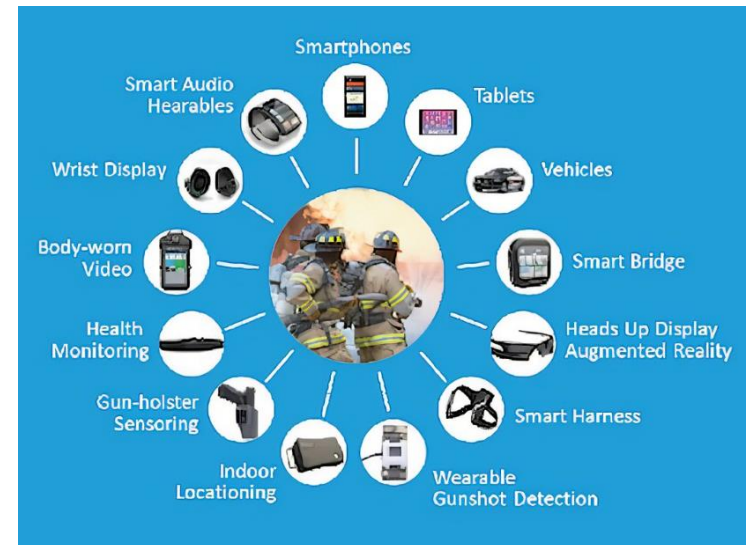 Smartphones
Smart Audio
Hearables
Tablets
Wrist Display
Vehicles
Body-worn
Video
Smart Bridge
Health
Monitoring
Heads Up Display
Augmented Reality
Gun-holster
Sensoring
Smart Harness
Indoor
Locationing
Wearable
Gunshot Detection